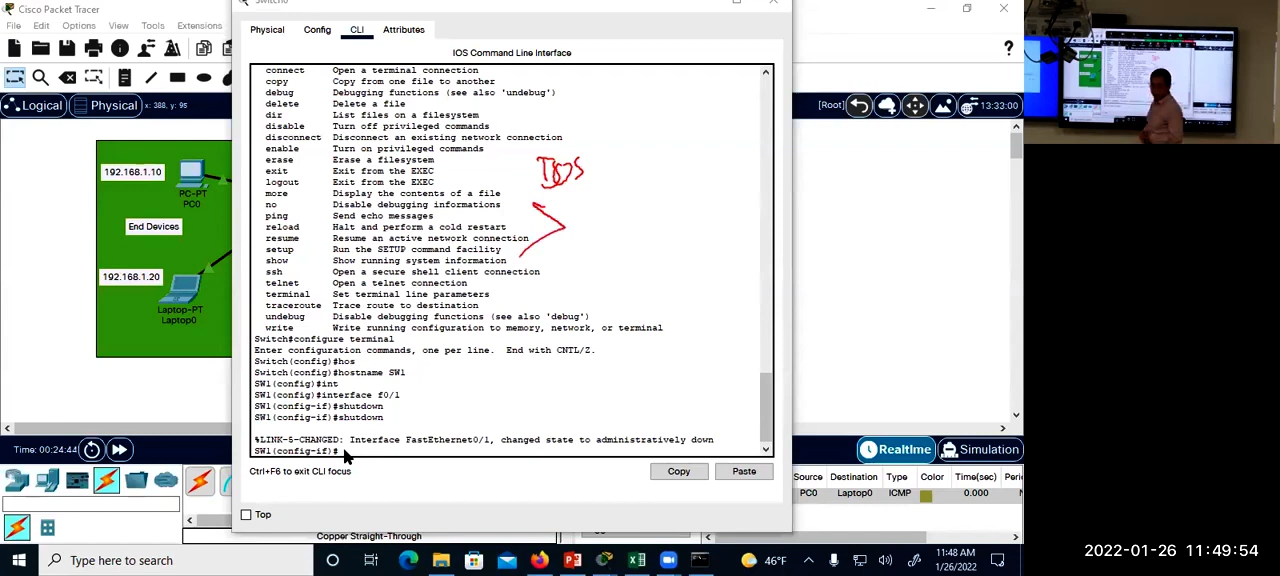 Cisco Packet Tracer
File Edit Options View Tools Extensions
Physical Config CLI Attributes
IOS Command Line Interface
?
Logical Physical x: 388, y: 95
[Root] 13:33:00
connect Open a terminal connection
copy Copy from one file to another
debug Debugging functions (see also 'undebug')
delete Delete a file
dir List files on a filesystem
disable Turn off privileged commands
disconnect Disconnect an existing network connection
enable Turn on privileged commands
erase Erase a filesystem
exit Exit from the EXEC
logout Exit from the EXEC
more Display the contents of a file
no Disable debugging informations
ping Send echo messages
reload Halt and perform a cold restart
resume Resume an active network connection
setup Run the SETUP command facility
show Show running system information
ssh Open a secure shell client connection
telnet Open a telnet connection
terminal Set terminal line parameters
traceroute Trace route to destination
undebug Disable debugging functions (see also 'debug')
write Write running configuration to memory, network, or terminal
Switch#configure terminal
Enter configuration commands, one per line. End with CNTL/Z.
Switch(config)#hos
Switch(config)#hostname SW1
SW1(config)#int
SW1(config)#interface f0/1
SW1(config-if)#shutdown
SW1(config-if)#shutdown
%LINK-5-CHANGED: Interface FastEthernet0/1, changed state to administratively down
SW1(config-if)#
Ctrl+F6 to exit CLI focus
Copy Paste
Top
192.168.1.10
PC-PT
PC0
End Devices
192.168.1.20
Laptop-PT
Laptop0
Time: 00:24:44
Realtime Simulation
Source Destination Type Color Time(sec)
PC0 Laptop0 ICMP 0.000
Copper Straight-Through
Type here to search
46°F
11:48 AM
1/26/2022
2022-01-26 11:49:54